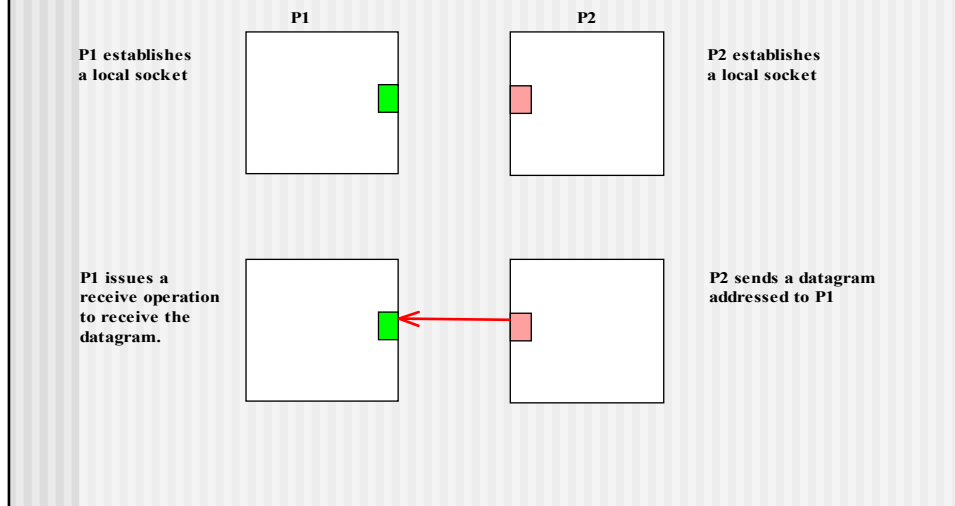 P1
P2
P1 establishes
a local socket
P2 establishes
a local socket
P1 issues a
receive operation
to receive the
datagram.
P2 sends a datagram
addressed to P1